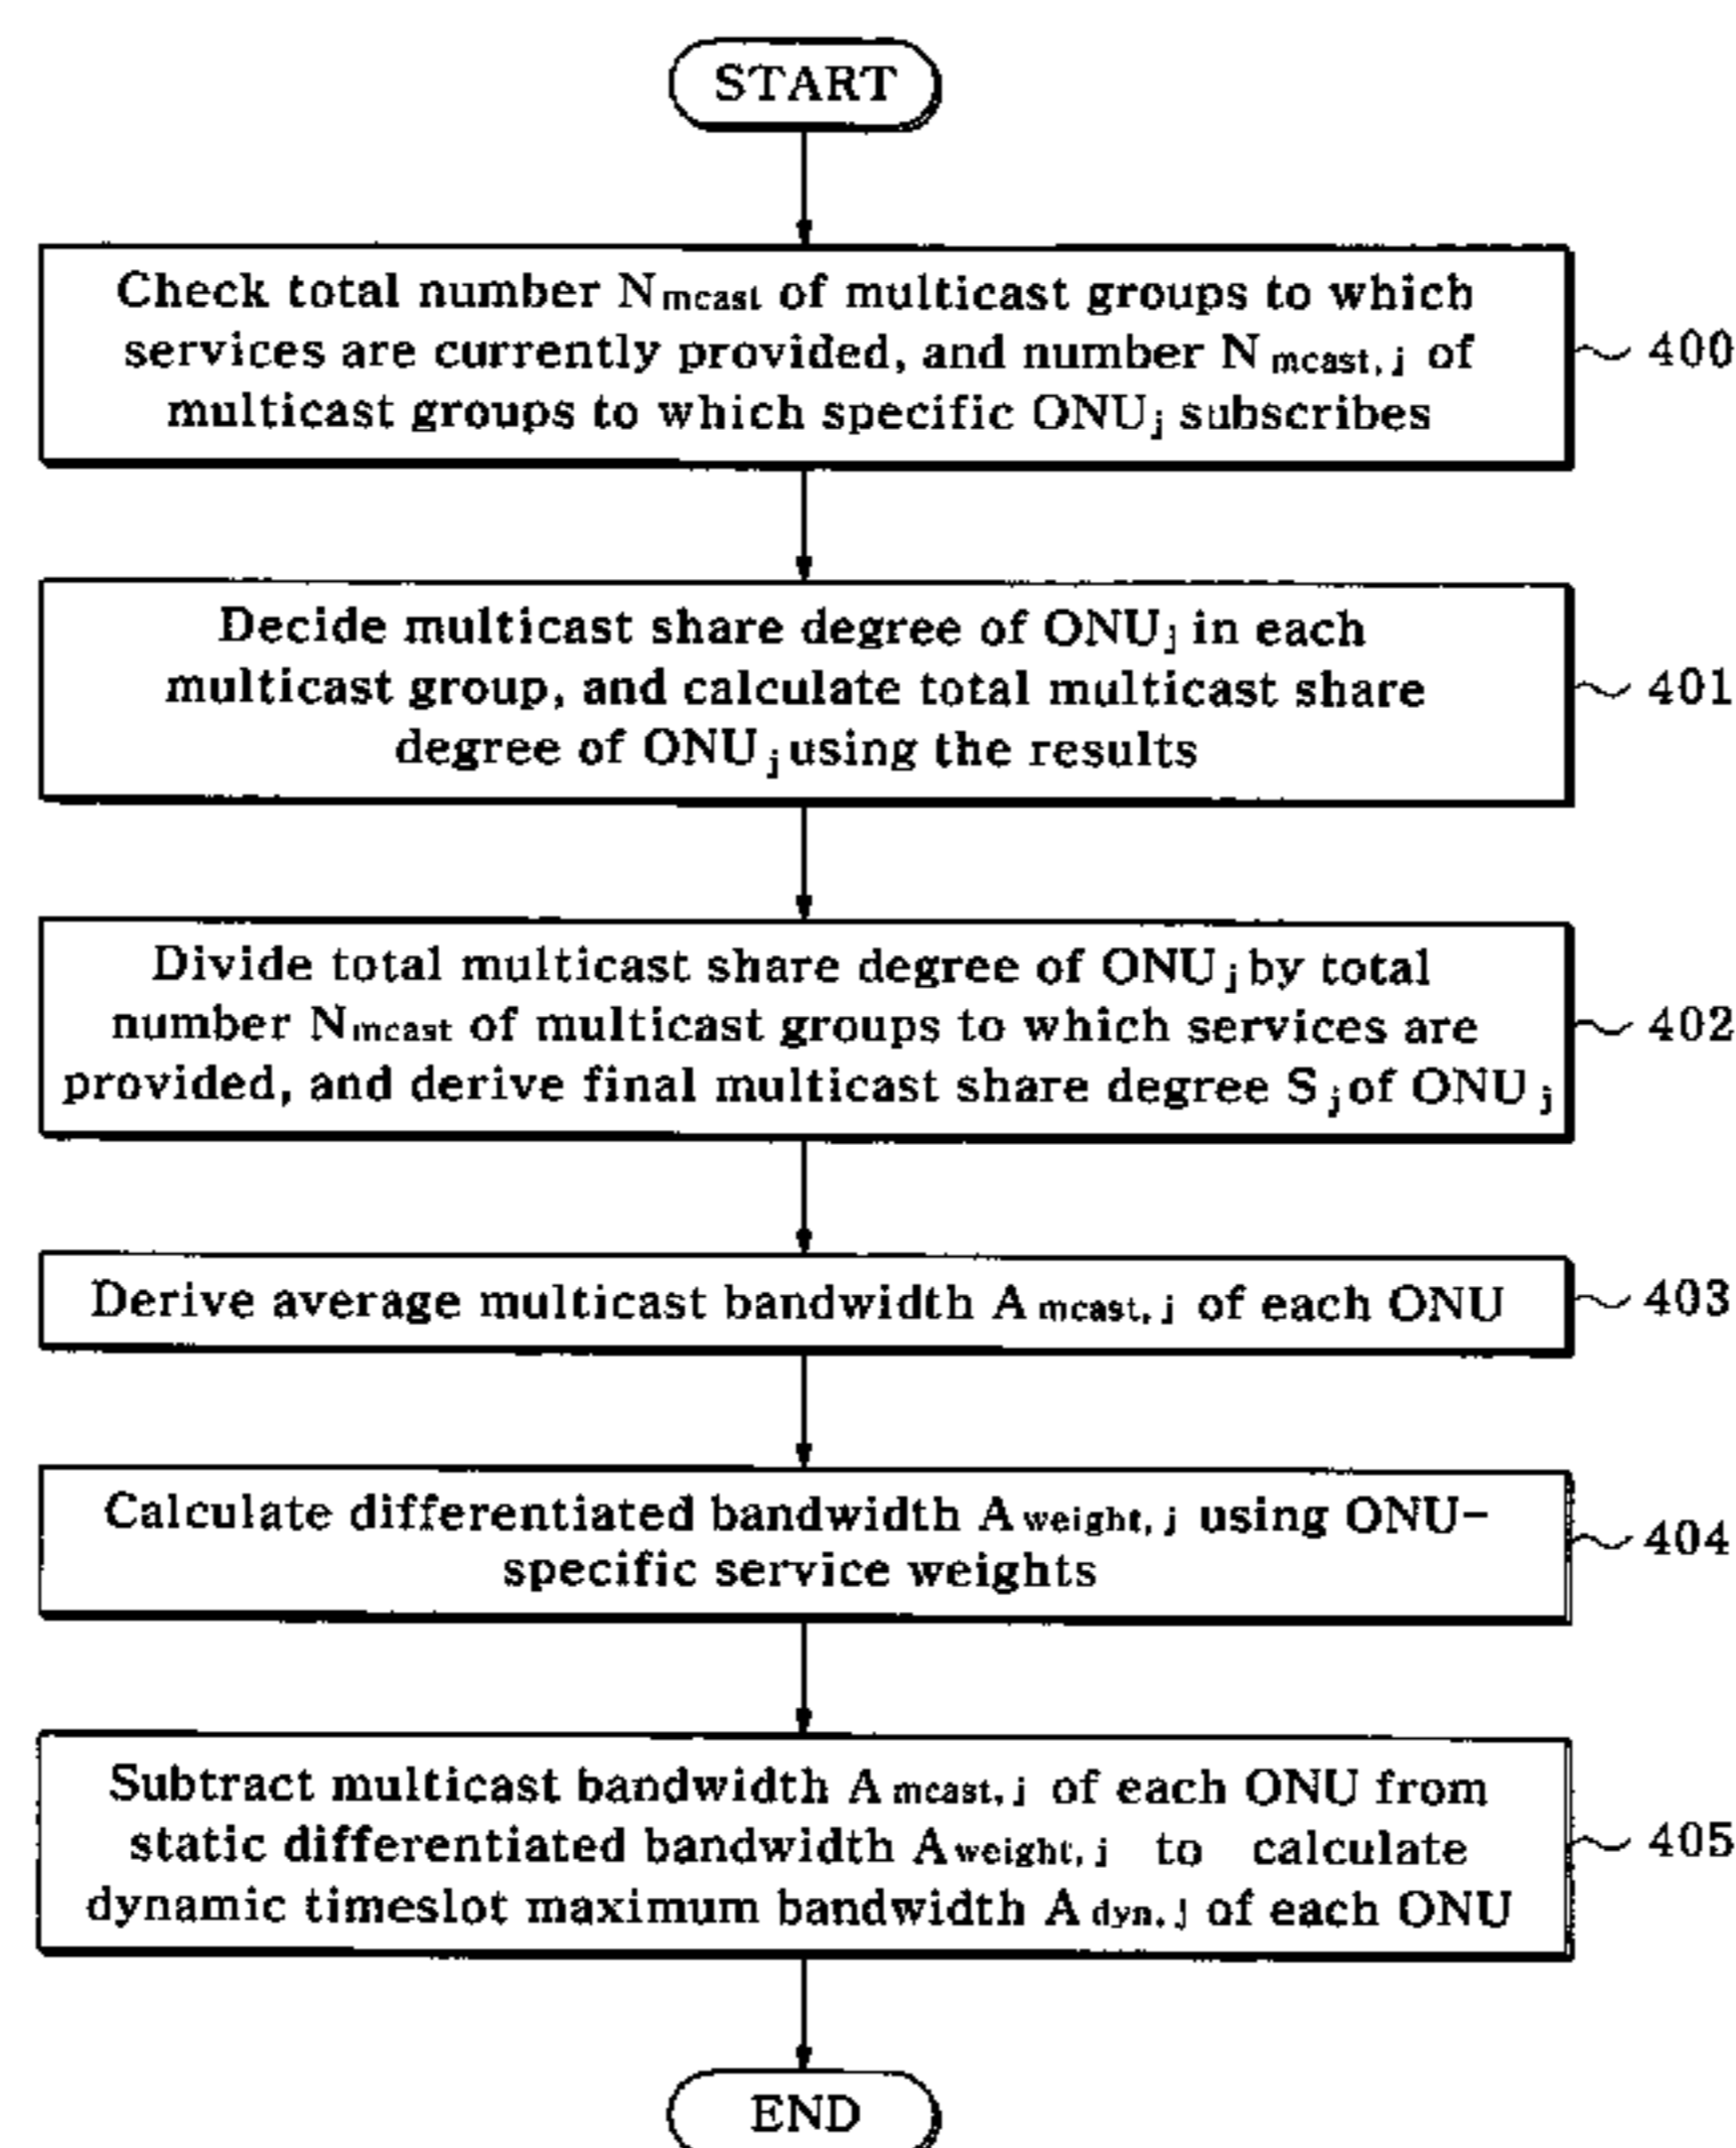 START
Check total number Nmcast of multicast groups to which
services are currently provided, and number Nmcast, j of
multicast groups to which specific ONUj subscribes
400
Decide multicast share degree of ONUj in each
multicast group, and calculate total multicast share
degree of ONUj using the results
401
Divide total multicast share degree of ONUj by total
number Nmcast of multicast groups to which services are
provided, and derive final multicast share degree Sj of ONUj
402
Derive average multicast bandwidth Amcast, j of each ONU
403
Calculate differentiated bandwidth Aweight, j using ONU-
specific service weights
404
Subtract multicast bandwidth Amcast, j of each ONU from
static differentiated bandwidth Aweight, j to calculate
dynamic timeslot maximum bandwidth Adyn, j of each ONU
405
END